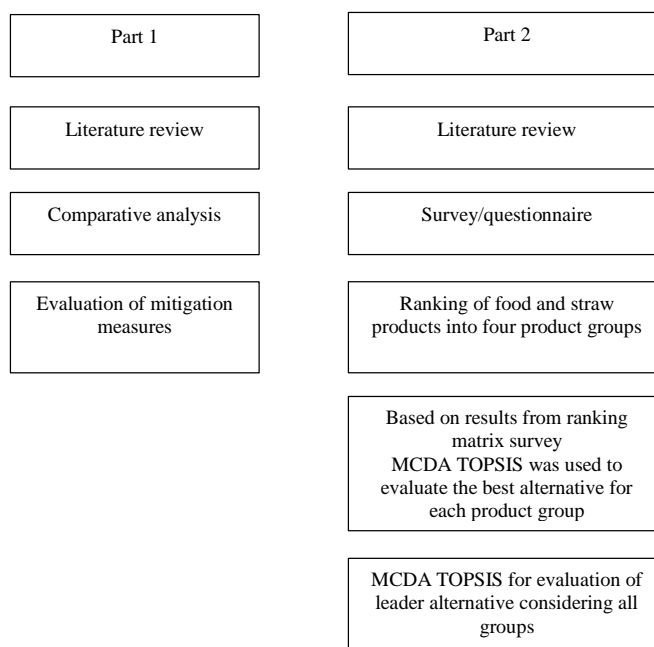 Part 1
Literature review
Comparative analysis
Evaluation of mitigation
measures
Part 2
Literature review
Survey/questionnaire
Ranking of food and straw
products into four product groups
Based on results from ranking
matrix survey
MCDA TOPSIS was used to
evaluate the best alternative for
each product group
MCDA TOPSIS for evaluation of
leader alternative considering all
groups